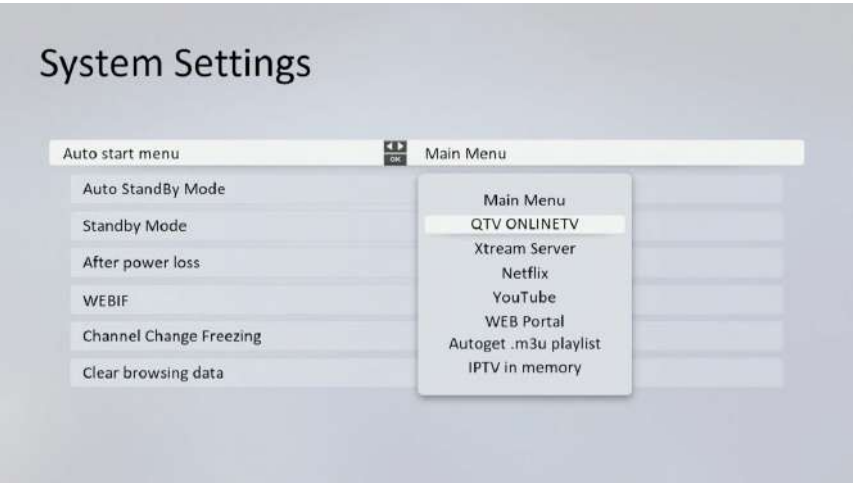 System Settings
Auto start menu OK Main Menu
Auto StandBy Mode
Standby Mode
After power loss
WEBIF
Channel Change Freezing
Clear browsing data
Main Menu
QTV ONLINETV
Xtream Server
Netflix
YouTube
WEB Portal
Autoget .m3u playlist
IPTV in memory